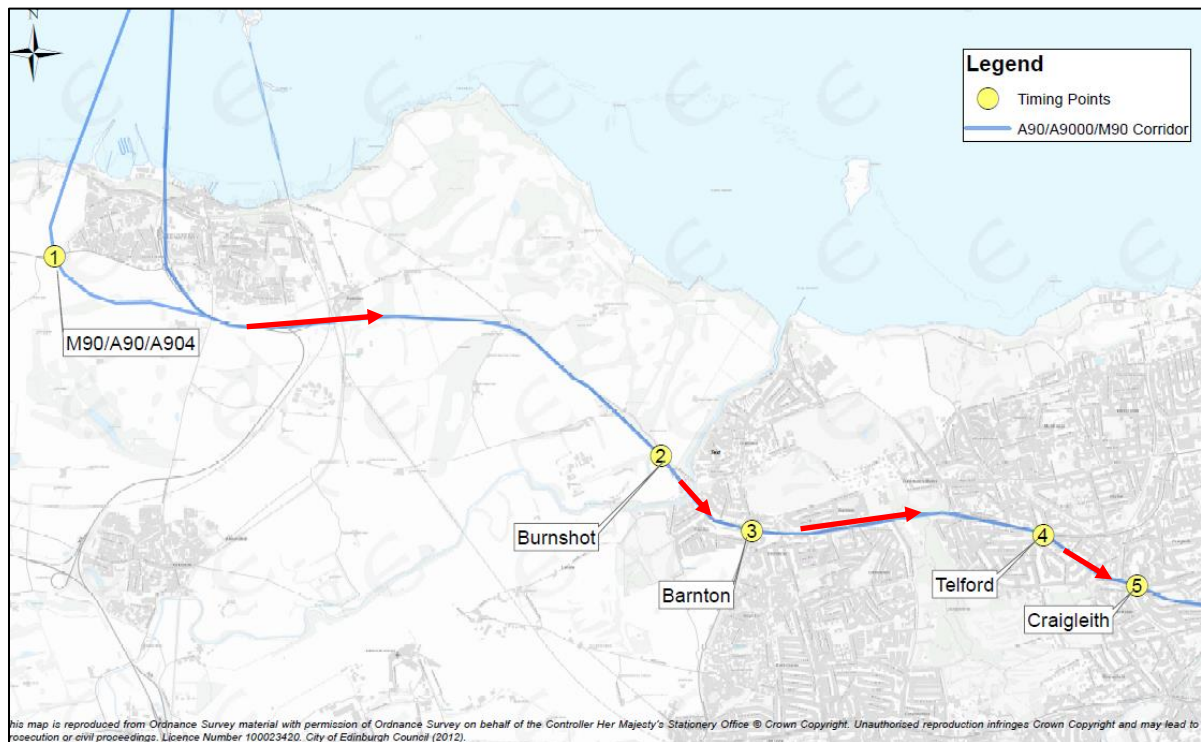 N
Legend
Timing Points
A90/A9000/M90 Corridor
1
M90/A90/A904
2
Burnshot
3
Barnton
4
Telford
5
Craigleith
his map is reproduced from Ordnance Survey material with permission of Ordnance Survey on behalf of the Controller Her Majesty's Stationery Office © Crown Copyright. Unauthorised reproduction infringes Crown Copyright and may lead to
rosecution or civil proceedings. Licence Number 100023420. City of Edinburgh Council (2012).